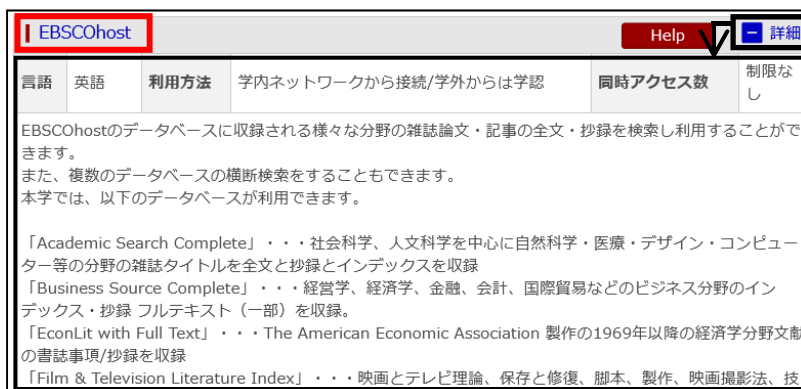 EBSCOhost
Help
詳細
言語 英語 利用方法 学内ネットワークから接続/学外からは学認 同時アクセス数 制限な
し
EBSCOhostのデータベースに収録される様々な分野の雑誌論文・記事の全文・抄録を検索し利用することがで
きます。
また、複数のデータベースの横断検索をすることもできます。
本学では、以下のデータベースが利用できます。
「Academic Search Complete」・・・社会科学、人文科学を中心に自然科学・医療・デザイン・コンピュー
ター等の分野の雑誌タイトルを全文と抄録とインデックスを収録
「Business Source Complete」・・・経営学、経済学、金融、会計、国際貿易などのビジネス分野のイン
デックス・抄録 フルテキスト（一部）を収録。
「EconLit with Full Text」・・・The American Economic Association 製作の1969年以降の経済学分野文献
の書誌事項/抄録を収録
「Film & Television Literature Index」・・・映画とテレビ理論、保存と修復、脚本、製作、映画撮影法、技